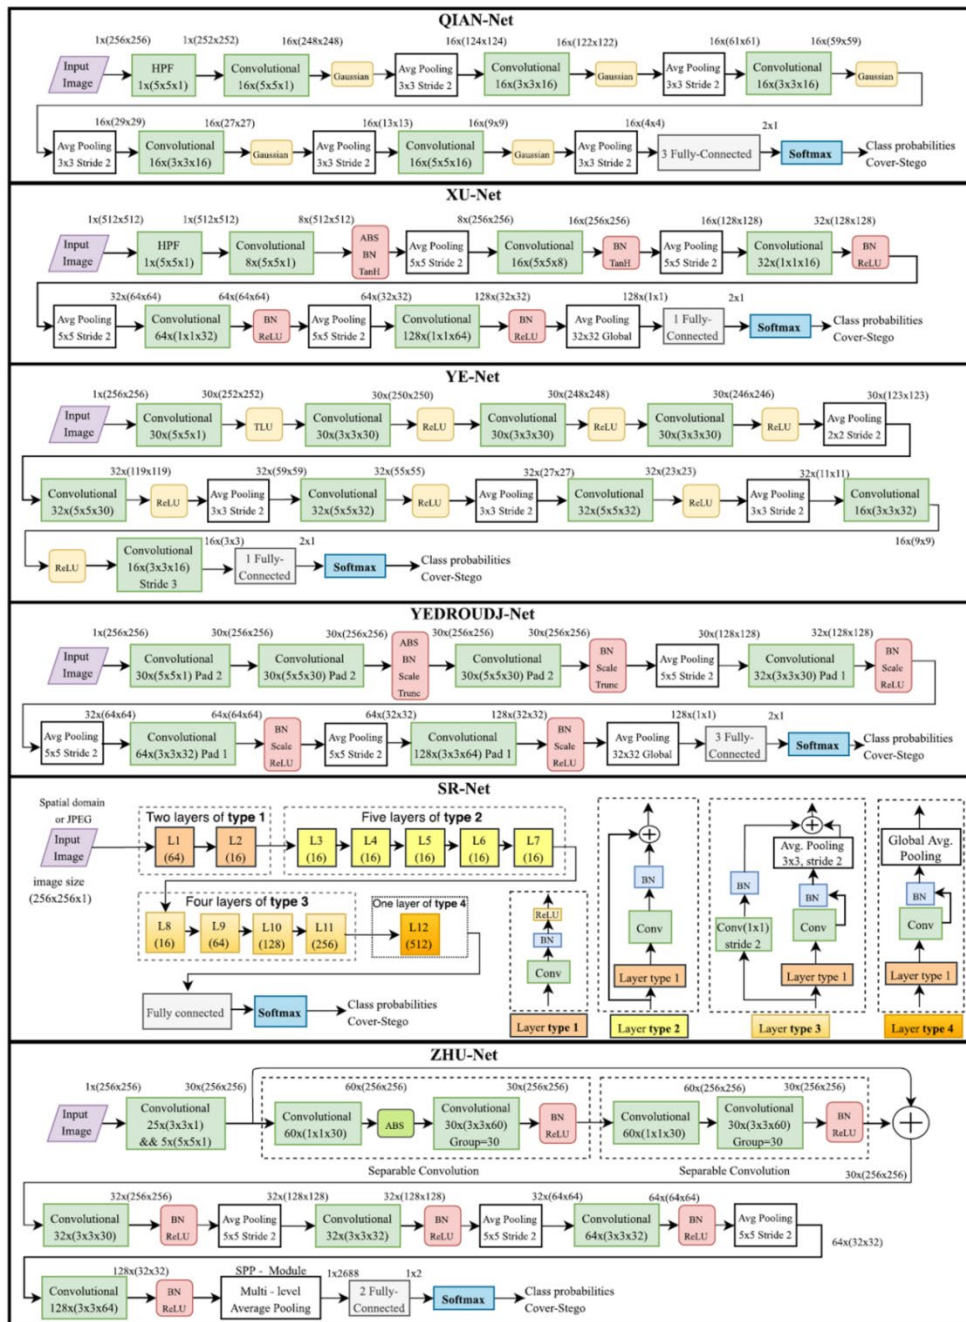 QIAN-Net
1x(256x256)
1x(252x252)
16x(248x248)
16x(124x124)
16x(122x122)
16x(61x61)
16x(59x59)
Input
Image
HPF
1x(5x5x1)
Convolutional
16x(5x5x1)
Gaussian
Avg Pooling
3x3 Stride 2
Convolutional
16x(3x3x16)
Gaussian
Avg Pooling
3x3 Stride 2
Convolutional
16x(3x3x16)
Gaussian
16x(29x29)
16x(27x27)
16x(13x13)
16x(9x9)
16x(4x4)
2x1
Avg Pooling
3x3 Stride 2
Convolutional
16x(3x3x16)
Gaussian
Avg Pooling
3x3 Stride 2
Convolutional
16x(5x5x16)
Gaussian
Avg Pooling
3x3 Stride 2
3 Fully-Connected
Softmax
Class probabilities
Cover-Stego
XU-Net
1x(512x512)
1x(512x512)
8x(512x512)
8x(256x256)
16x(256x256)
16x(128x128)
32x(128x128)
Input
Image
HPF
1x(5x5x1)
Convolutional
8x(5x5x1)
ABS
BN
TanH
Avg Pooling
5x5 Stride 2
Convolutional
16x(5x5x8)
BN
TanH
Avg Pooling
5x5 Stride 2
Convolutional
32x(1x1x16)
BN
ReLU
32x(64x64)
64x(64x64)
64x(32x32)
128x(32x32)
128x(1x1)
2x1
Avg Pooling
5x5 Stride 2
Convolutional
64x(1x1x32)
BN
ReLU
Avg Pooling
5x5 Stride 2
Convolutional
128x(1x1x64)
BN
ReLU
Avg Pooling
32x32 Global
1 Fully-
Connected
Softmax
Class probabilities
Cover-Stego
YE-Net
1x(256x256)
30x(252x252)
30x(250x250)
30x(248x248)
30x(246x246)
30x(123x123)
Input
Image
Convolutional
30x(5x5x1)
TLU
Convolutional
30x(3x3x30)
ReLU
Convolutional
30x(3x3x30)
ReLU
Convolutional
30x(3x3x30)
ReLU
Avg Pooling
2x2 Stride 2
32x(119x119)
32x(59x59)
32x(55x55)
32x(27x27)
32x(23x23)
32x(11x11)
Convolutional
32x(5x5x30)
ReLU
Avg Pooling
3x3 Stride 2
Convolutional
32x(5x5x32)
ReLU
Avg Pooling
3x3 Stride 2
Convolutional
32x(5x5x32)
ReLU
Avg Pooling
3x3 Stride 2
Convolutional
16x(3x3x32)
16x(9x9)
ReLU
Convolutional
16x(3x3x16)
Stride 3
16x(3x3)
1 Fully-
Connected
2x1
Softmax
Class probabilities
Cover-Stego
YEDROUDJ-Net
1x(256x256)
30x(256x256)
30x(256x256)
30x(256x256)
30x(256x256)
30x(128x128)
32x(128x128)
Input
Image
Convolutional
30x(5x5x1) Pad 2
Convolutional
30x(5x5x30) Pad 2
ABS
BN
Scale
Trunc
Convolutional
30x(5x5x30) Pad 2
BN
Scale
Trunc
Avg Pooling
5x5 Stride 2
Convolutional
32x(3x3x30) Pad 1
BN
Scale
ReLU
32x(64x64)
64x(64x64)
64x(32x32)
128x(32x32)
128x(1x1)
2x1
Avg Pooling
5x5 Stride 2
Convolutional
64x(3x3x32) Pad 1
BN
Scale
ReLU
Avg Pooling
5x5 Stride 2
Convolutional
128x(3x3x64) Pad 1
BN
Scale
ReLU
Avg Pooling
32x32 Global
3 Fully-
Connected
Softmax
Class probabilities
Cover-Stego
SR-Net
Spatial domain
or JPEG
Input
Image
image size
(256x256x1)
Two layers of type 1
L1
(64)
L2
(16)
Five layers of type 2
L3
(16)
L4
(16)
L5
(16)
L6
(16)
L7
(16)
Four layers of type 3
L8
(16)
L9
(64)
L10
(128)
L11
(256)
One layer of type 4
L12
(512)
Fully connected
Softmax
Class probabilities
Cover-Stego
ReLU
BN
Conv
Layer type 1
BN
Conv
Layer type 1
Layer type 2
Avg. Pooling
3x3, stride 2
BN
BN
Conv(1x1)
stride 2
Conv
Layer type 1
Layer type 3
Global Avg.
Pooling
BN
Conv
Layer type 1
Layer type 4
ZHU-Net
1x(256x256)
30x(256x256)
60x(256x256)
30x(256x256)
60x(256x256)
30x(256x256)
Input
Image
Convolutional
25x(3x3x1)
&& 5x(5x5x1)
Convolutional
60x(1x1x30)
ABS
Convolutional
30x(3x3x60)
Group=30
BN
ReLU
Convolutional
60x(1x1x30)
Convolutional
30x(3x3x60)
Group=30
BN
ReLU
Separable Convolution
Separable Convolution
30x(256x256)
32x(256x256)
32x(128x128)
32x(128x128)
32x(64x64)
64x(64x64)
Convolutional
32x(3x3x30)
BN
ReLU
Avg Pooling
5x5 Stride 2
Convolutional
32x(3x3x32)
BN
ReLU
Avg Pooling
5x5 Stride 2
Convolutional
64x(3x3x32)
BN
ReLU
Avg Pooling
5x5 Stride 2
64x(32x32)
128x(32x32)
SPP - Module
1x2688
1x2
Convolutional
128x(3x3x64)
BN
ReLU
Multi - level
Average Pooling
2 Fully-
Connected
Softmax
Class probabilities
Cover-Stego